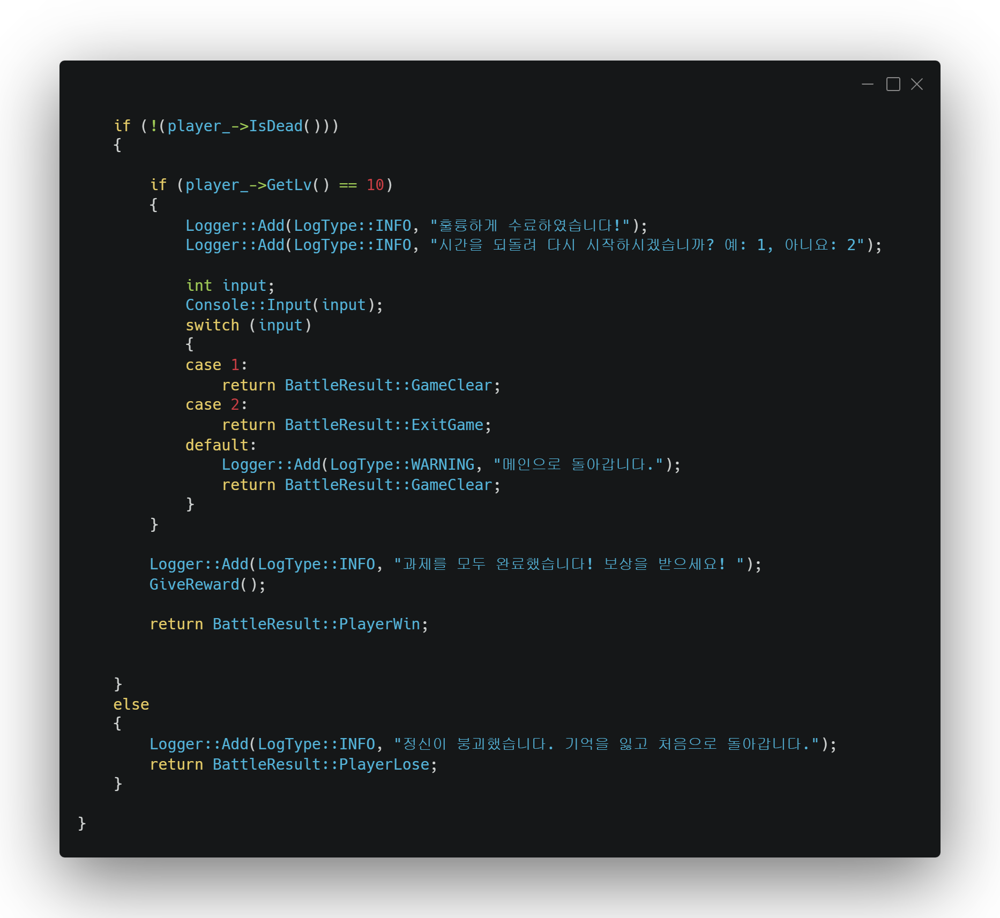 if (!(player_->IsDead()))
{
if (player_->GetLv() == 10)
{
Logger::Add(LogType::INFO, "훌륭하게 수료하였습니다!");
Logger::Add(LogType::INFO, "시간을 되돌려 다시 시작하시겠습니까? 예: 1, 아니요: 2");
int input;
Console::Input(input);
switch (input)
{
case 1:
return BattleResult::GameClear;
case 2:
return BattleResult::ExitGame;
default:
Logger::Add(LogType::WARNING, "메인으로 돌아갑니다.");
return BattleResult::GameClear;
}
}
Logger::Add(LogType::INFO, "과제를 모두 완료했습니다! 보상을 받으세요! ");
GiveReward();
return BattleResult::PlayerWin;
}
else
{
Logger::Add(LogType::INFO, "정신이 붕괴했습니다. 기억을 잃고 처음으로 돌아갑니다.");
return BattleResult::PlayerLose;
}
}